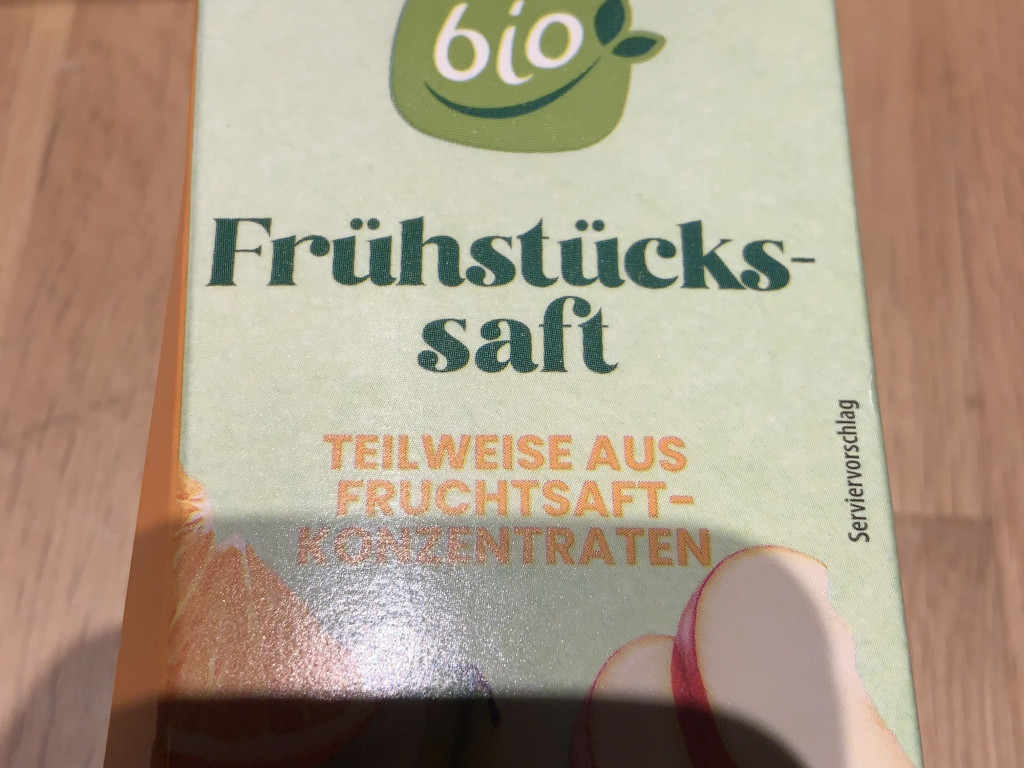 bio
Frühstücks-
saft
TEILWEISE AUS
FRUCHTSAFT-
KONZENTRATEN
Serviervorschlag